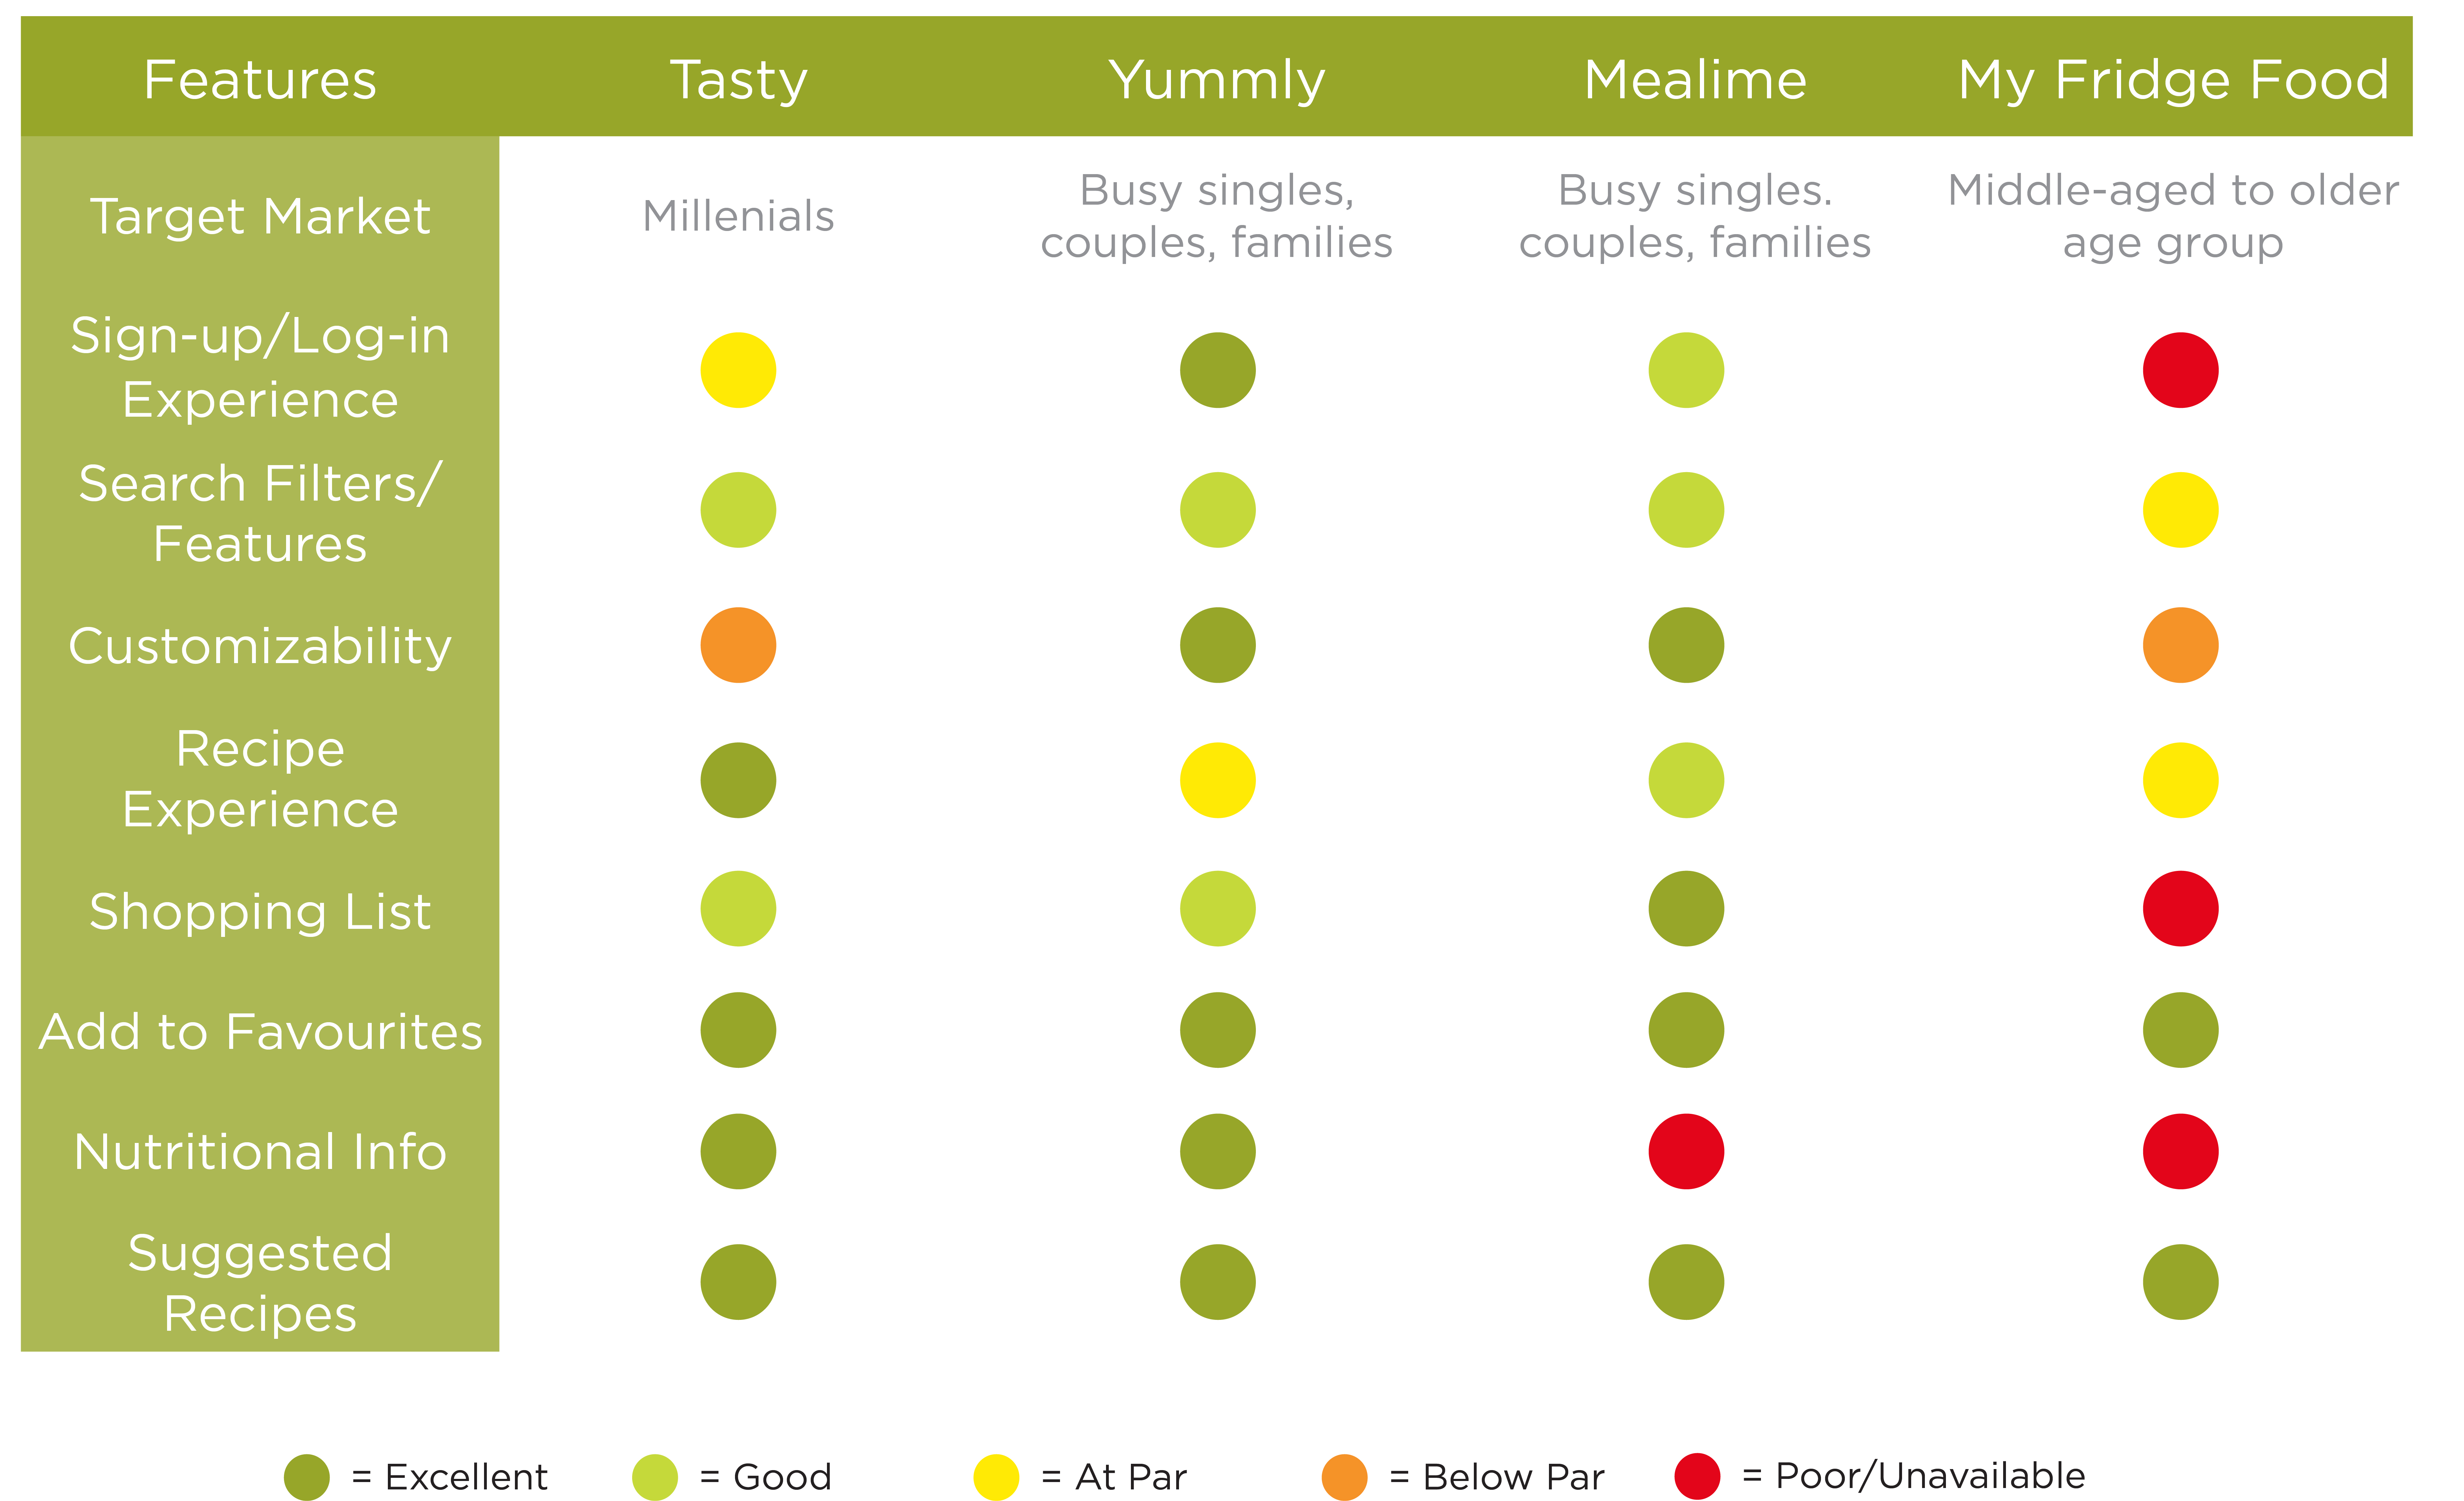 Features
Tasty
Yummly
Mealime
My Fridge Food
Target Market
Millenials
Busy singles,
couples, families
Busy singles.
couples, families
Middle-aged to older
age group
Sign-up/Log-in
Experience
Search Filters/
Features
Customizability
Recipe
Experience
Shopping List
Add to Favourites
Nutritional Info
Suggested
Recipes
= Excellent
= Good
= At Par
= Below Par
= Poor/Unavailable